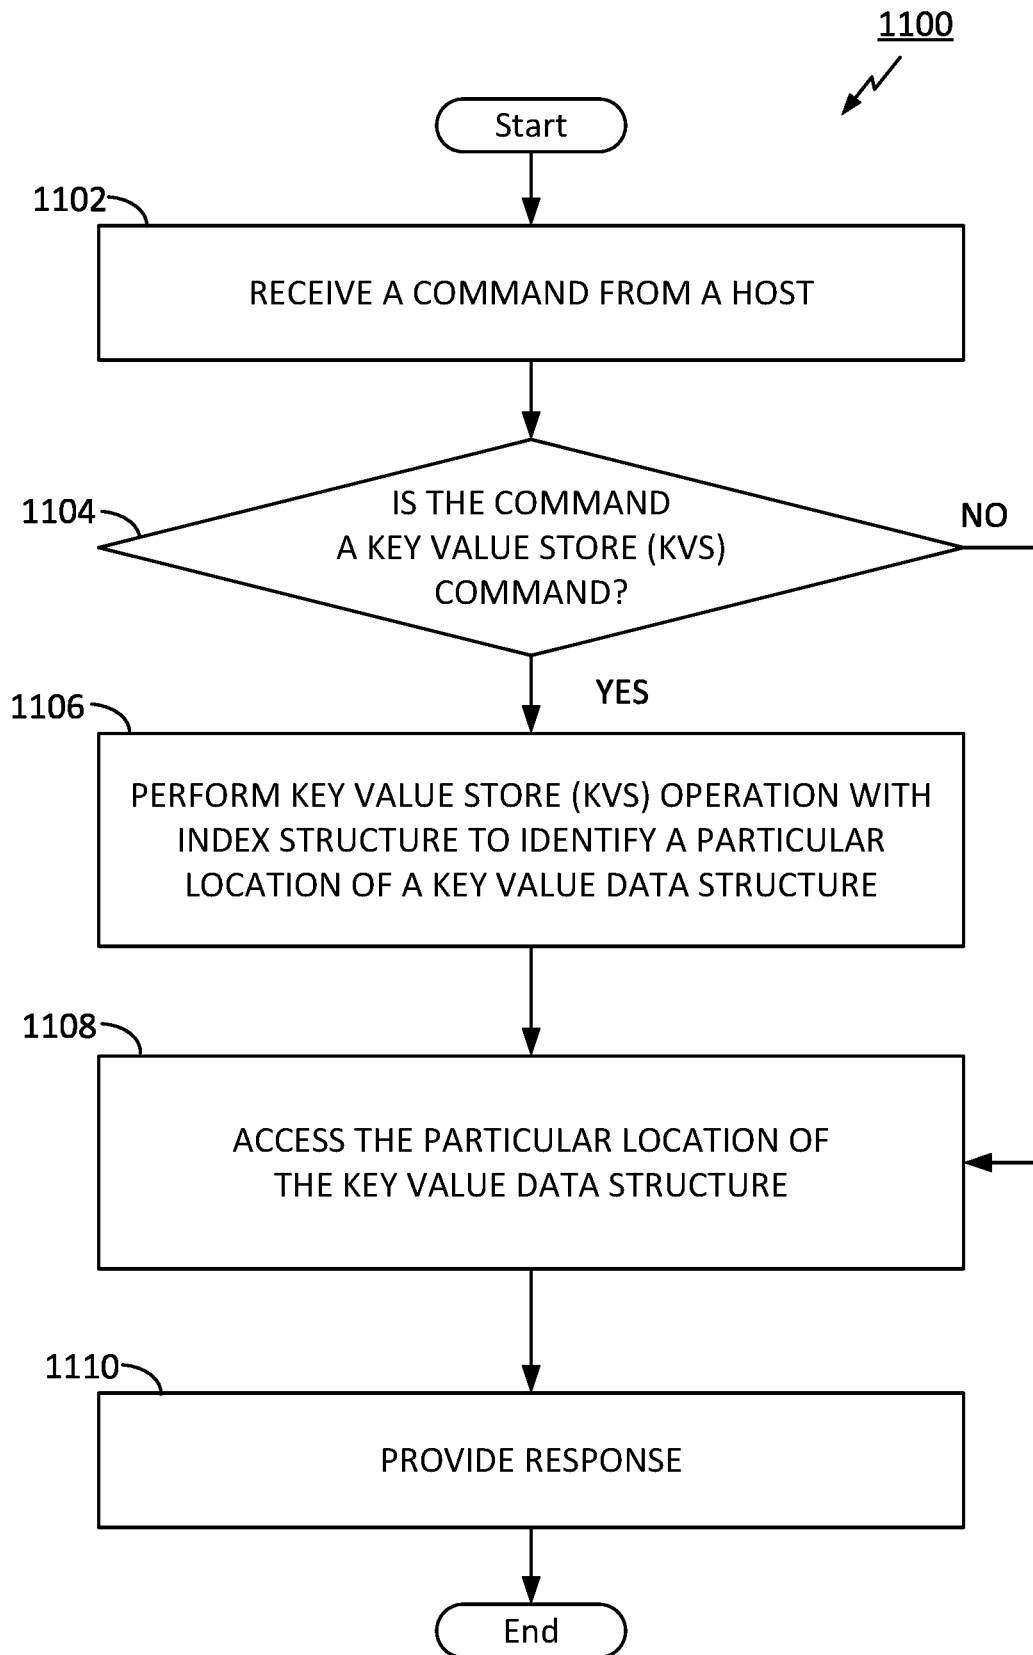 1100
Start
1102
RECEIVE A COMMAND FROM A HOST
1104
IS THE COMMAND
A KEY VALUE STORE (KVS)
COMMAND?
NO
YES
1106
PERFORM KEY VALUE STORE (KVS) OPERATION WITH
INDEX STRUCTURE TO IDENTIFY A PARTICULAR
LOCATION OF A KEY VALUE DATA STRUCTURE
1108
ACCESS THE PARTICULAR LOCATION OF
THE KEY VALUE DATA STRUCTURE
1110
PROVIDE RESPONSE
End